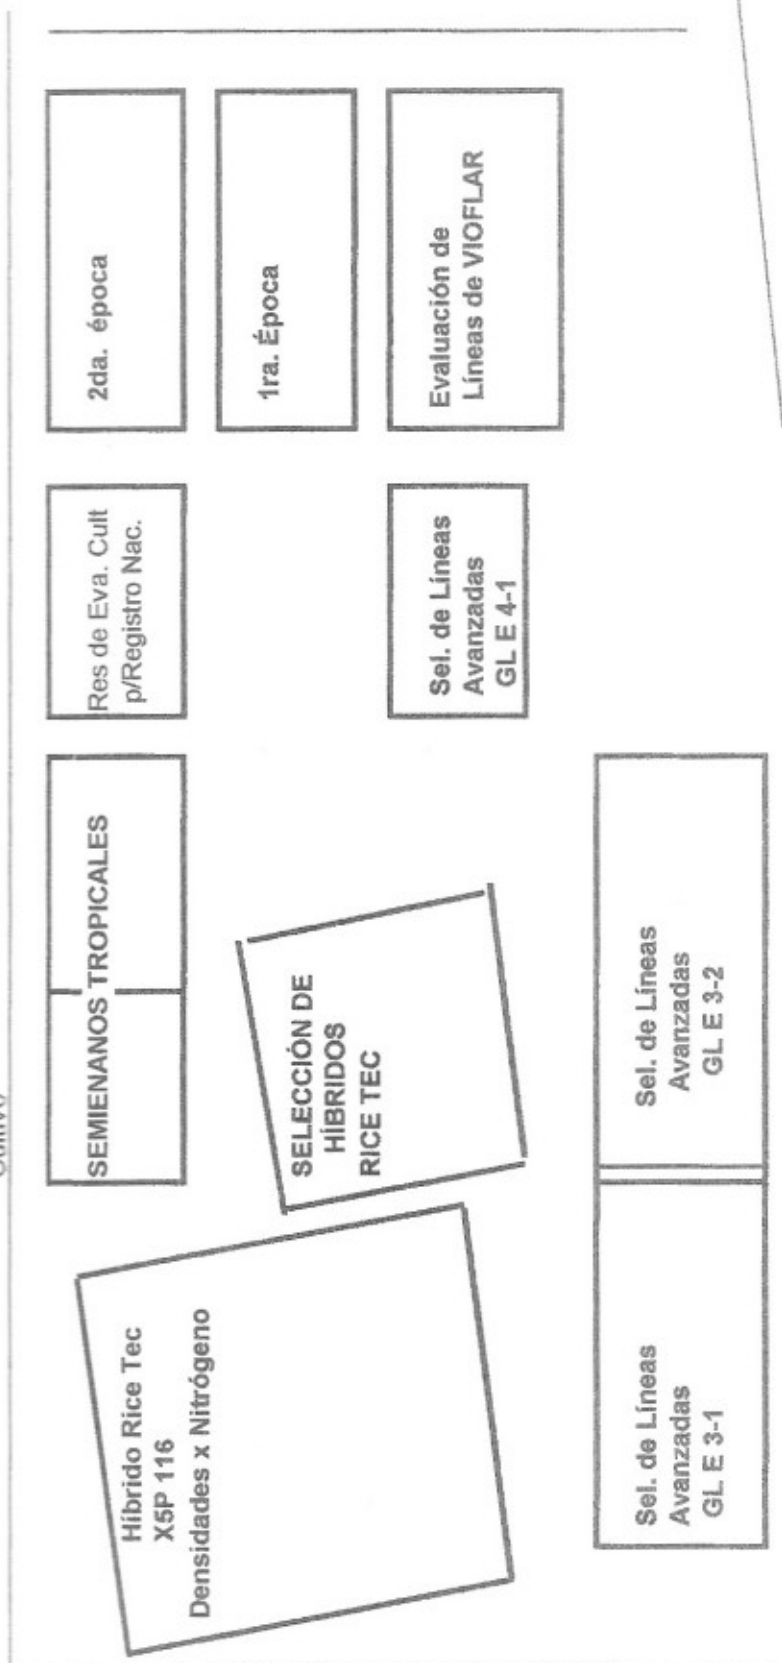 SEMIENANOS TROPICALES
Res de Eva. Cult
p/Registro Nac.
2da. época
1ra. Época
Híbrido Rice Tec
X5P 116
Densidades x Nitrógeno
SELECCIÓN DE
HÍBRIDOS
RICE TEC
Sel. de Líneas
Avanzadas
GL E 4-1
Evaluación de
Líneas de VIOFLAR
Sel. de Líneas
Avanzadas
GL E 3-1
Sel. de Líneas
Avanzadas
GL E 3-2